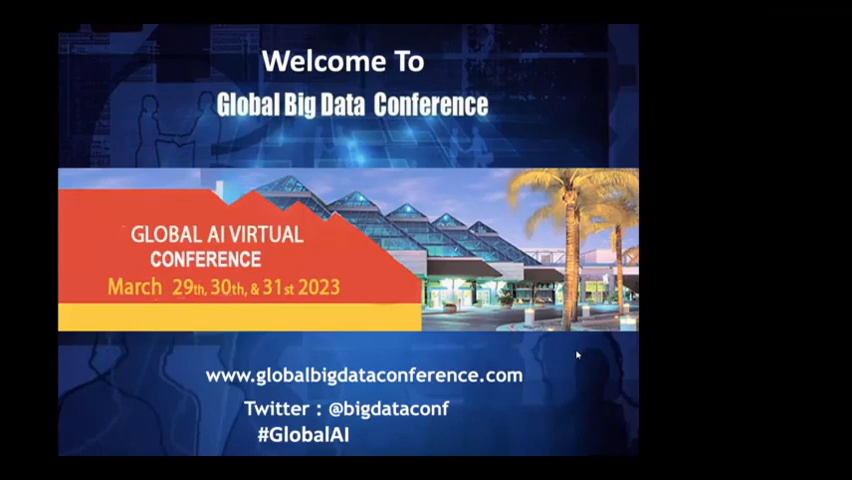 Welcome To
Global Big Data Conference
GLOBAL AI VIRTUAL
CONFERENCE
March 29th, 30th, & 31st 2023
www.globalbigdataconference.com
Twitter : @bigdataconf
#GlobalAI